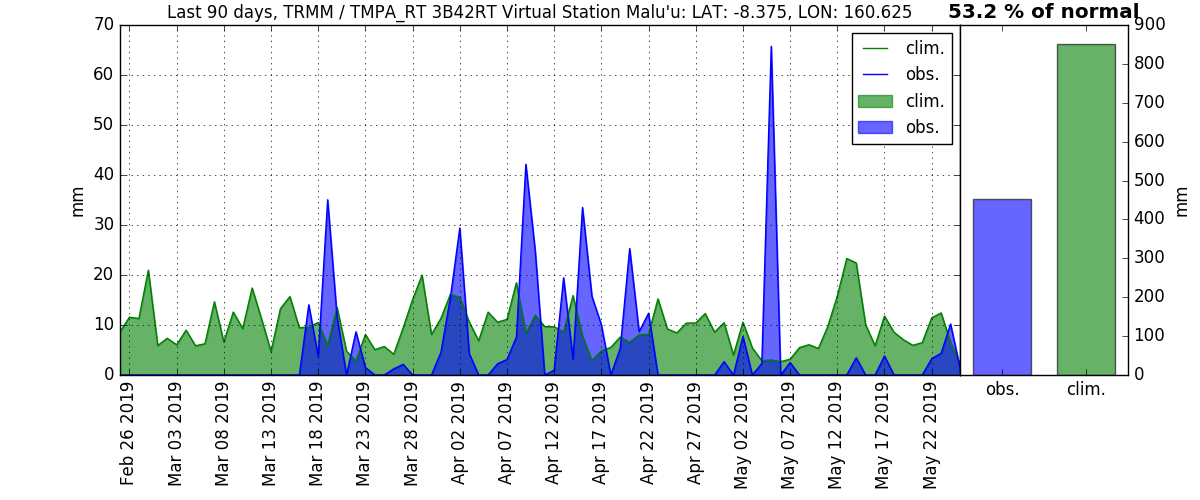 Last 90 days, TRMM / TMPA_RT 3B42RT Virtual Station Malu'u: LAT: -8.375, LON: 160.625
53.2 % of normal
70
60
50
40
30
20
10
0
mm
clim.
obs.
clim.
obs.
900
800
700
600
500
400
300
200
100
0
mm
obs.
clim.
Feb 26 2019
Mar 03 2019
Mar 08 2019
Mar 13 2019
Mar 18 2019
Mar 23 2019
Mar 28 2019
Apr 02 2019
Apr 07 2019
Apr 12 2019
Apr 17 2019
Apr 22 2019
Apr 27 2019
May 02 2019
May 07 2019
May 12 2019
May 17 2019
May 22 2019